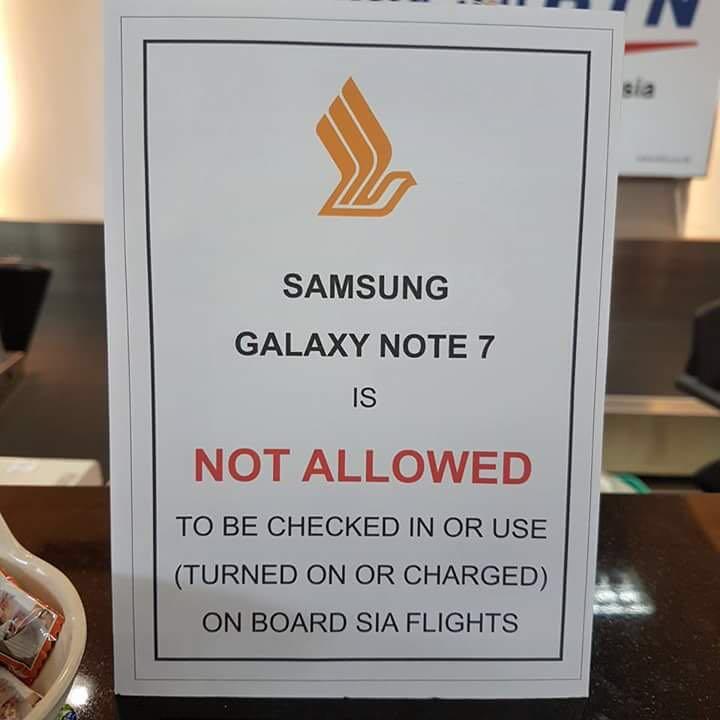 sia
SAMSUNG
GALAXY NOTE 7
IS
NOT ALLOWED
TO BE CHECKED IN OR USE
(TURNED ON OR CHARGED)
ON BOARD SIA FLIGHTS